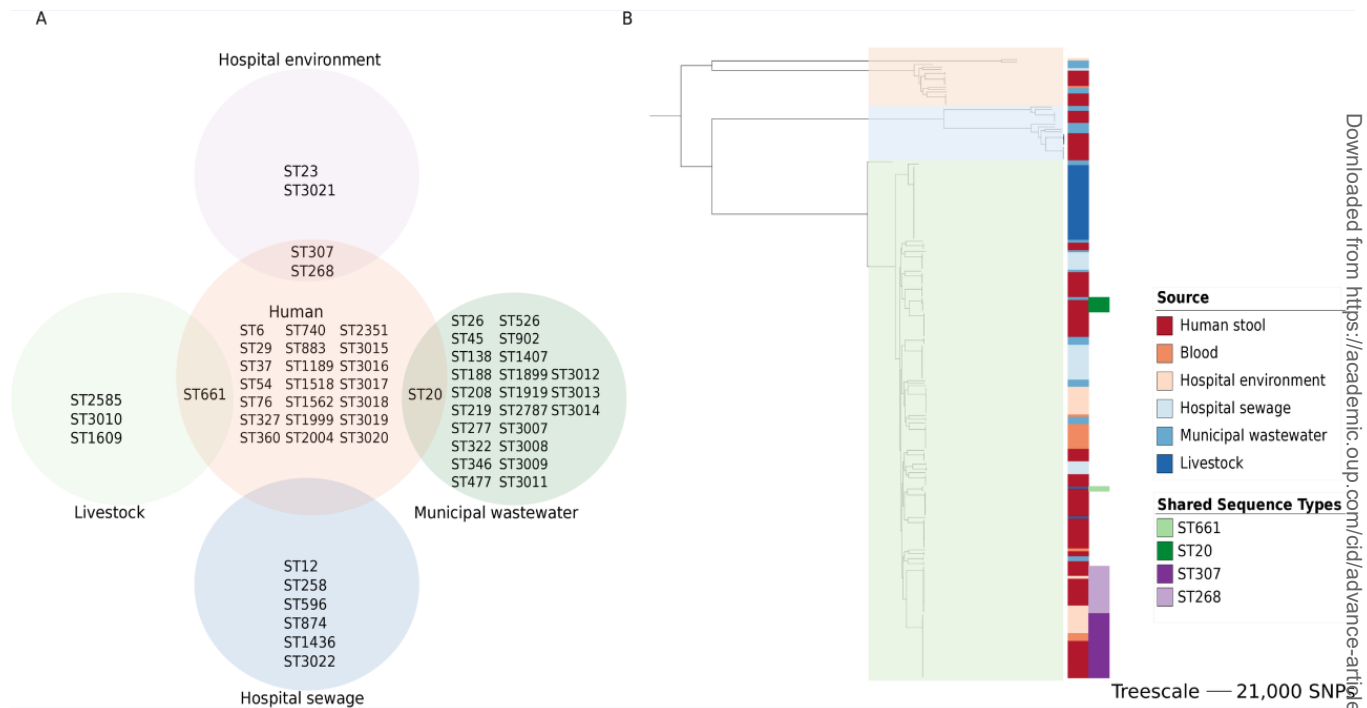 A
B
Hospital environment
ST23
ST3021
ST307
ST268
Human
ST6 ST740 ST2351
ST29 ST883 ST3015
ST37 ST1189 ST3016
ST54 ST1518 ST3017
ST76 ST1562 ST3018
ST327 ST1999 ST3019
ST360 ST2004 ST3020
ST2585
ST3010
ST1609
ST661
Livestock
ST20
ST26 ST526
ST45 ST902
ST138 ST1407
ST188 ST1899 ST3012
ST208 ST1919 ST3013
ST219 ST2787 ST3014
ST277 ST3007
ST322 ST3008
ST346 ST3009
ST477 ST3011
Municipal wastewater
ST12
ST258
ST596
ST874
ST1436
ST3022
Hospital sewage
Source
Human stool
Blood
Hospital environment
Hospital sewage
Municipal wastewater
Livestock
Shared Sequence Types
ST661
ST20
ST307
ST268
Treescale — 21,000 SNPs
Downloaded from https://academic.oup.com/cid/advance-article